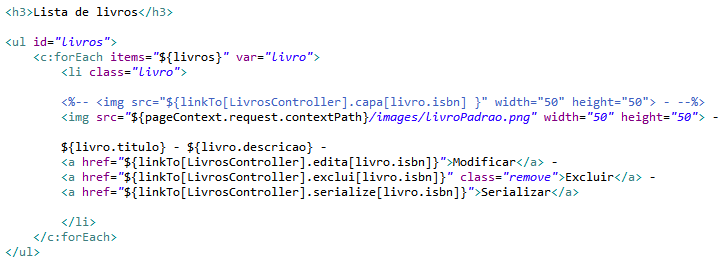 <h3>Lista de livros</h3>
<ul id="livros">
<c:forEach items="${livros}" var="livro">
<li class="livro">
<%-- <img src="${linkTo[LivrosController].capa[livro.isbn] }" width="50" height="50"> - --%>
<img src="${pageContext.request.contextPath}/images/livroPadrao.png" width="50" height="50"> -
${livro.titulo} - ${livro.descricao} -
<a href="${linkTo[LivrosController].edita[livro.isbn]}">Modificar</a> -
<a href="${linkTo[LivrosController].exclui[livro.isbn]}" class="remove">Excluir</a> -
<a href="${linkTo[LivrosController].serialize[livro.isbn]}">Serializar</a>
</li>
</c:forEach>
</ul>